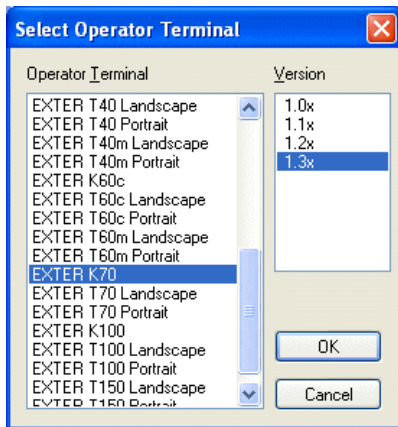 Select Operator Terminal
Operator Terminal
Version
EXTER T40 Landscape
EXTER T40 Portrait
EXTER T40m Landscape
EXTER T40m Portrait
EXTER K60c
EXTER T60c Landscape
EXTER T60c Portrait
EXTER T60m Landscape
EXTER T60m Portrait
EXTER K70
EXTER T70 Landscape
EXTER T70 Portrait
EXTER K100
EXTER T100 Landscape
EXTER T100 Portrait
EXTER T150 Landscape
EXTER T150 Portrait
1.0x
1.1x
1.2x
1.3x
OK
Cancel